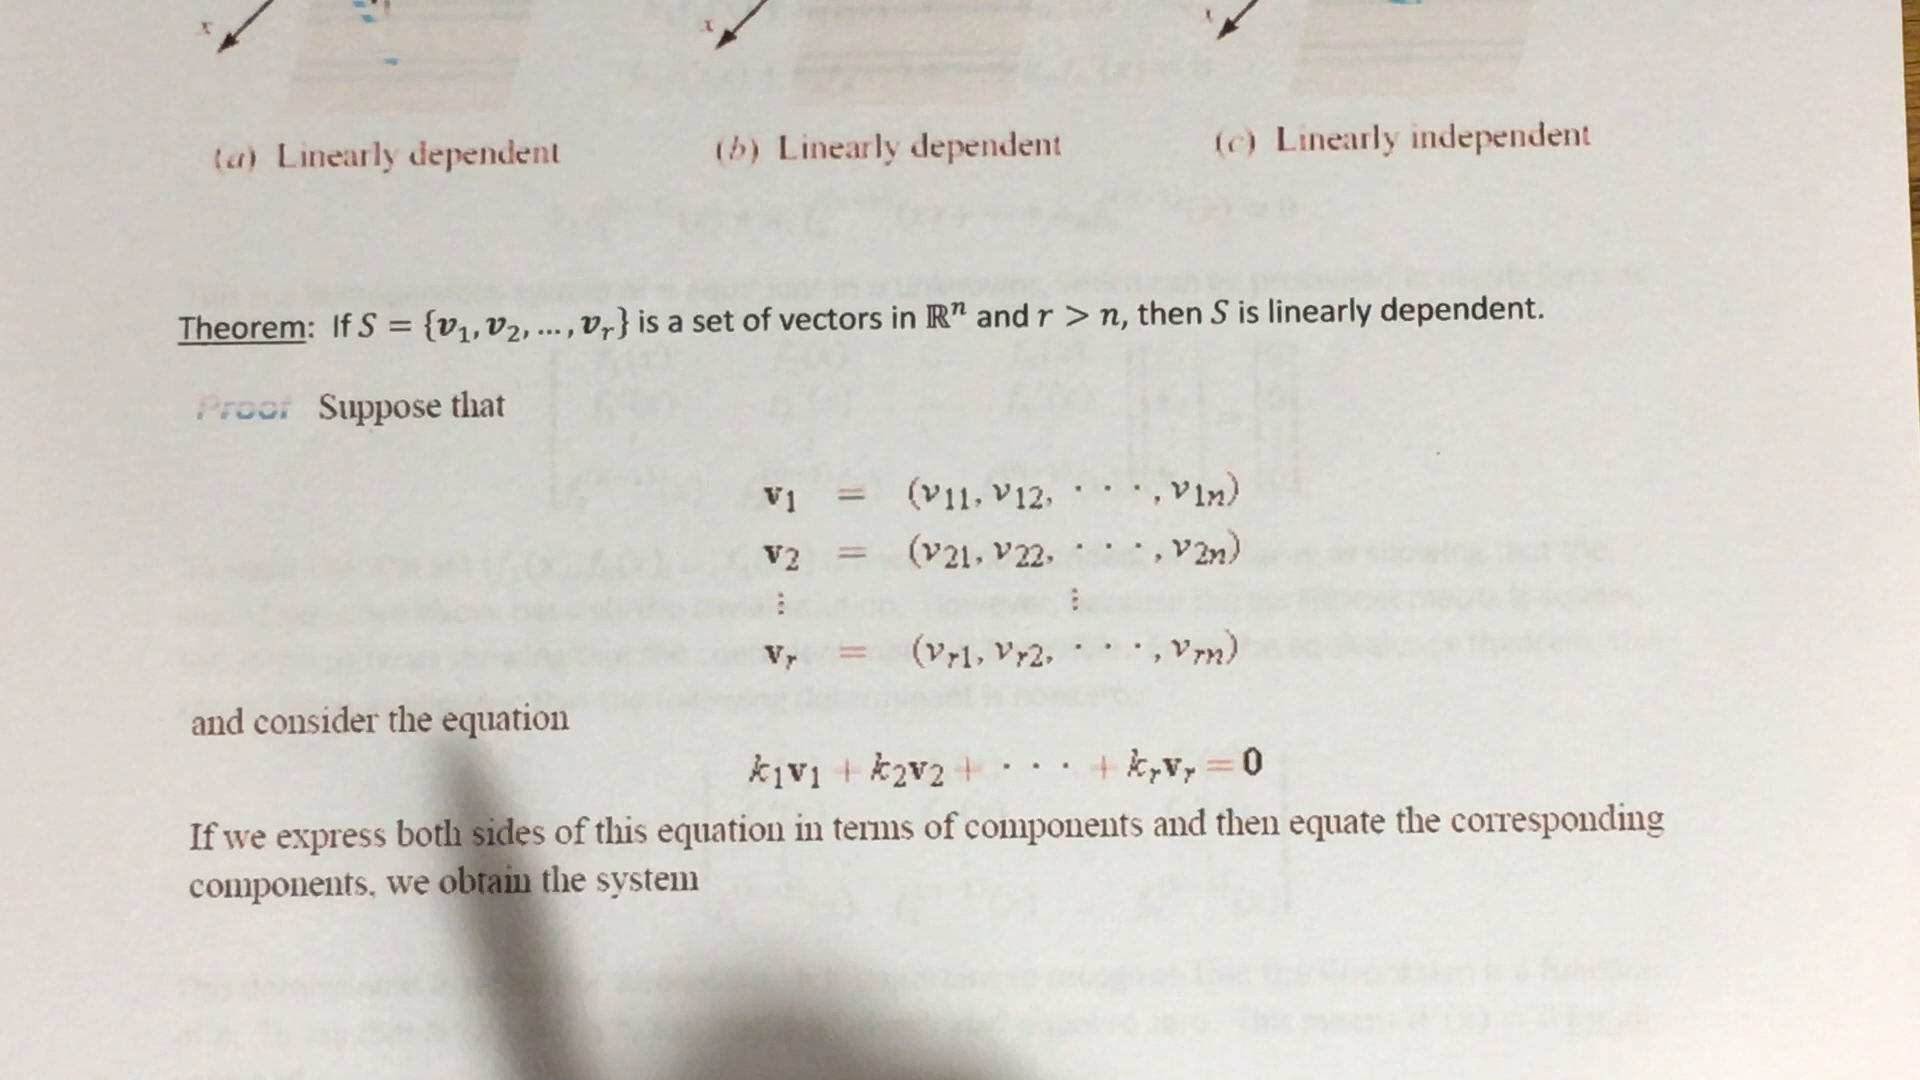 x x x
(a) Linearly dependent (b) Linearly dependent (c) Linearly independent
Theorem: If S = {v₁, v₂, ..., vᵣ} is a set of vectors in ℝⁿ and r > n, then S is linearly dependent.
Proof Suppose that
v₁ = (v₁₁, v₁₂, · · · , v₁ₙ)
v₂ = (v₂₁, v₂₂, · · · , v₂ₙ)
⋮ ⋮
vᵣ = (vᵣ₁, vᵣ₂, · · · , vᵣₙ)
and consider the equation
k₁v₁ + k₂v₂ + · · · + kᵣvᵣ = 0
If we express both sides of this equation in terms of components and then equate the corresponding
components, we obtain the system